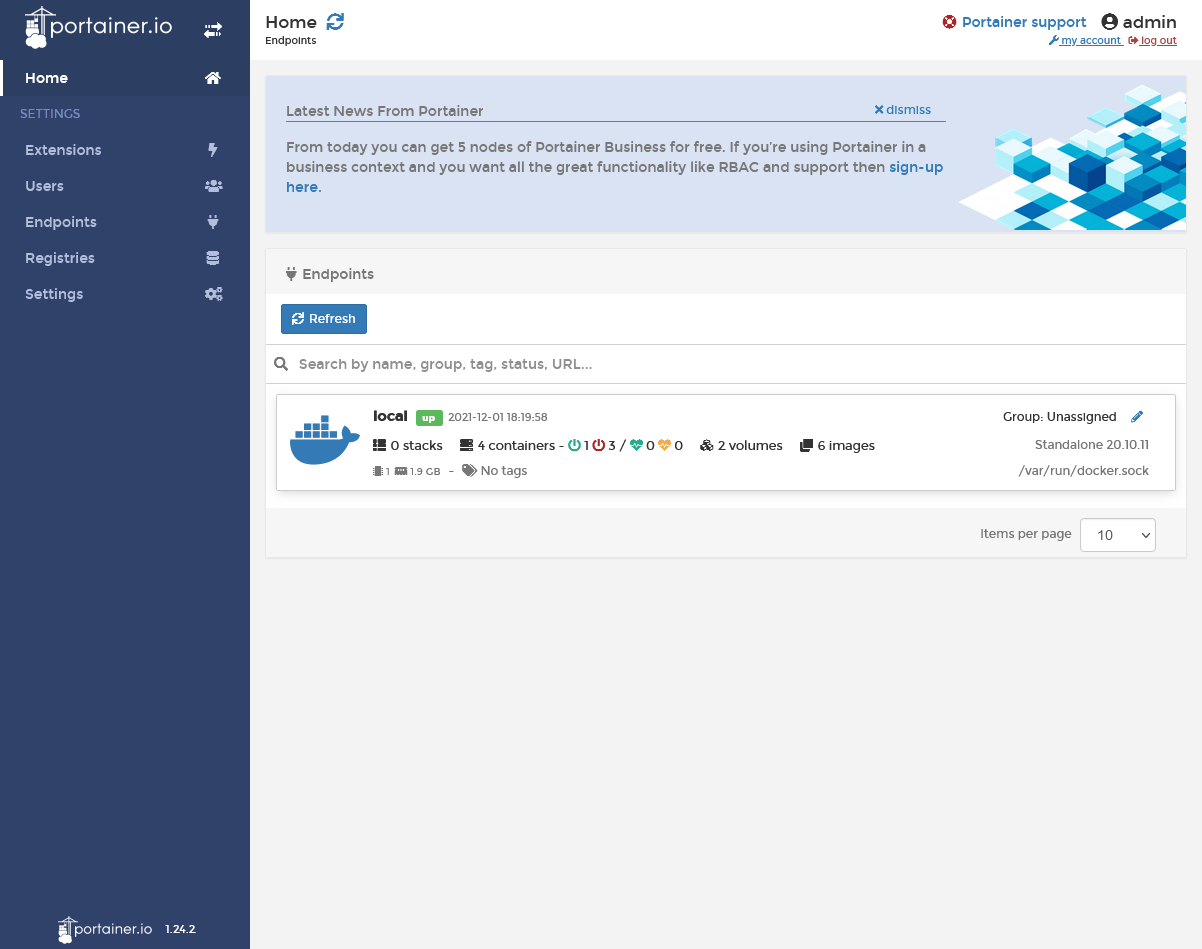 portainer.io
Home
SETTINGS
Extensions
Users
Endpoints
Registries
Settings
portainer.io 1.24.2
Home
Endpoints
Portainer support admin
my account log out
Latest News From Portainer
dismiss
From today you can get 5 nodes of Portainer Business for free. If you're using Portainer in a
business context and you want all the great functionality like RBAC and support then sign-up
here.
Endpoints
Refresh
Search by name, group, tag, status, URL...
local up 2021-12-01 18:19:58 Group: Unassigned
0 stacks 4 containers - 1 3 / 0 0 2 volumes 6 images Standalone 20.10.11
1 1.9 GB - No tags /var/run/docker.sock
Items per page 10